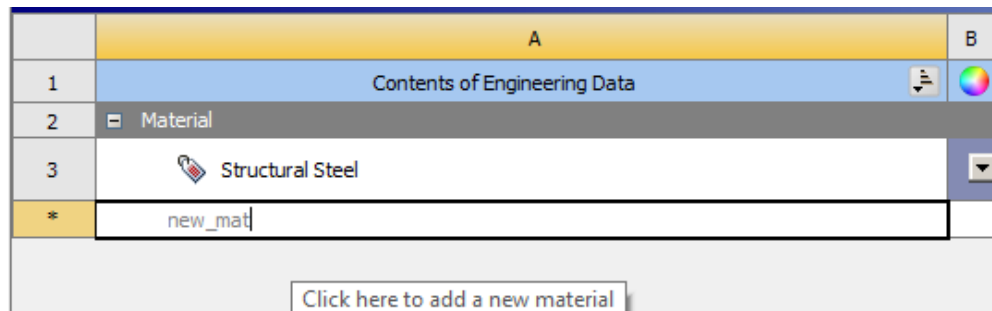 A B
1 Contents of Engineering Data
2 Material
3 Structural Steel
* new_mat
Click here to add a new material